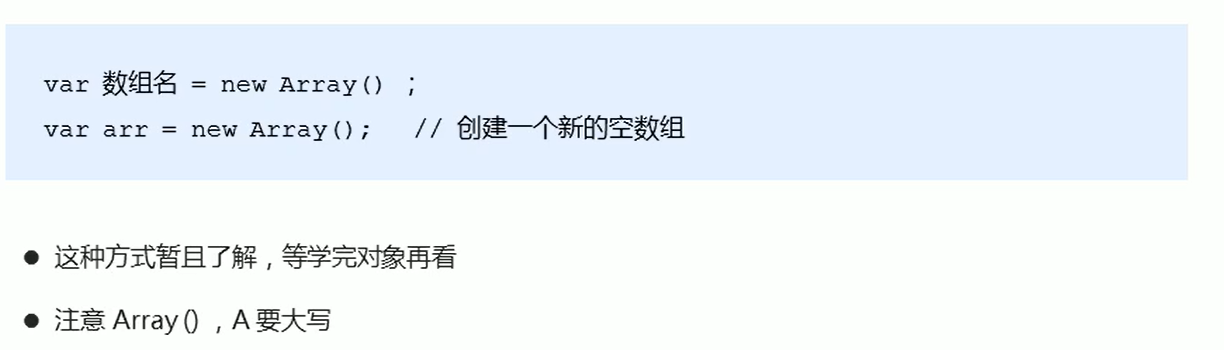 var 数组名 = new Array() ;
var arr = new Array();   // 创建一个新的空数组
● 这种方式暂且了解，等学完对象再看
● 注意 Array() ，A 要大写